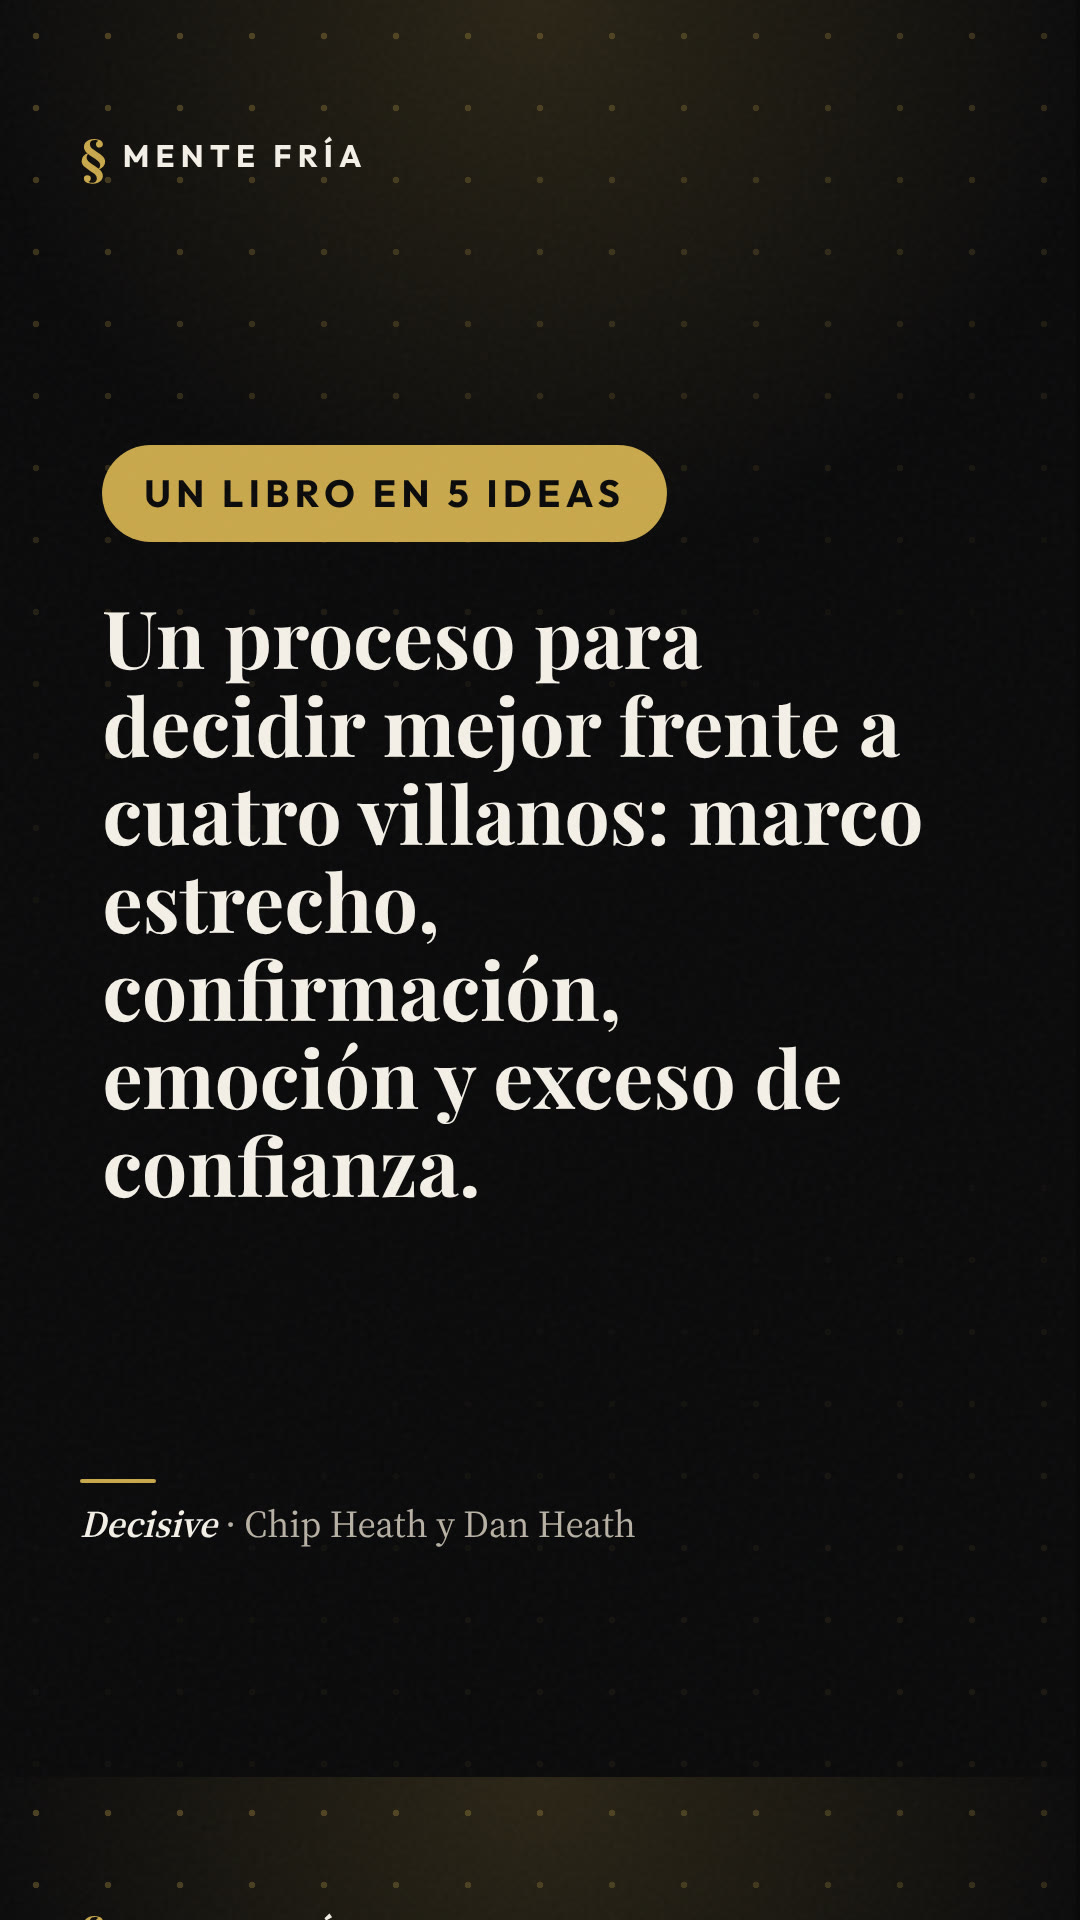 § MENTE FRÍA
UN LIBRO EN 5 IDEAS
Un proceso para
decidir mejor frente a
cuatro villanos: marco
estrecho,
confirmación,
emoción y exceso de
confianza.
Decisive · Chip Heath y Dan Heath